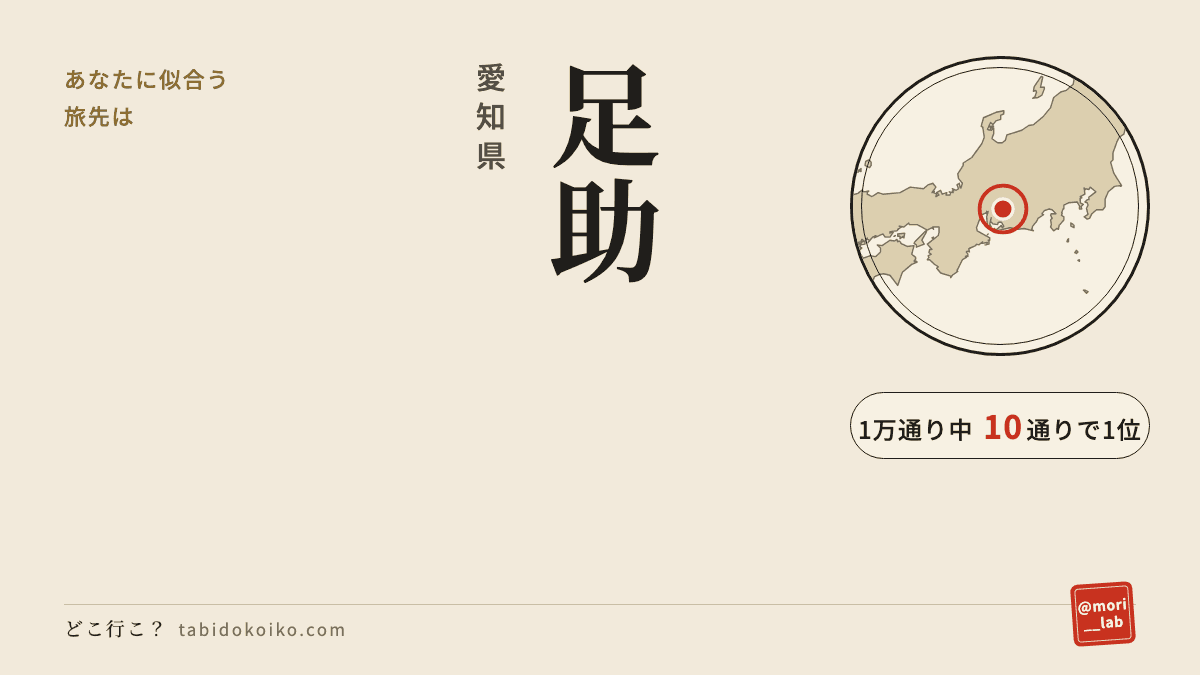 あなたに似合う
旅先は
足助
愛知県
1万通り中 10通りで1位
どこ行こ？ tabidokoiko.com
@mori
__lab